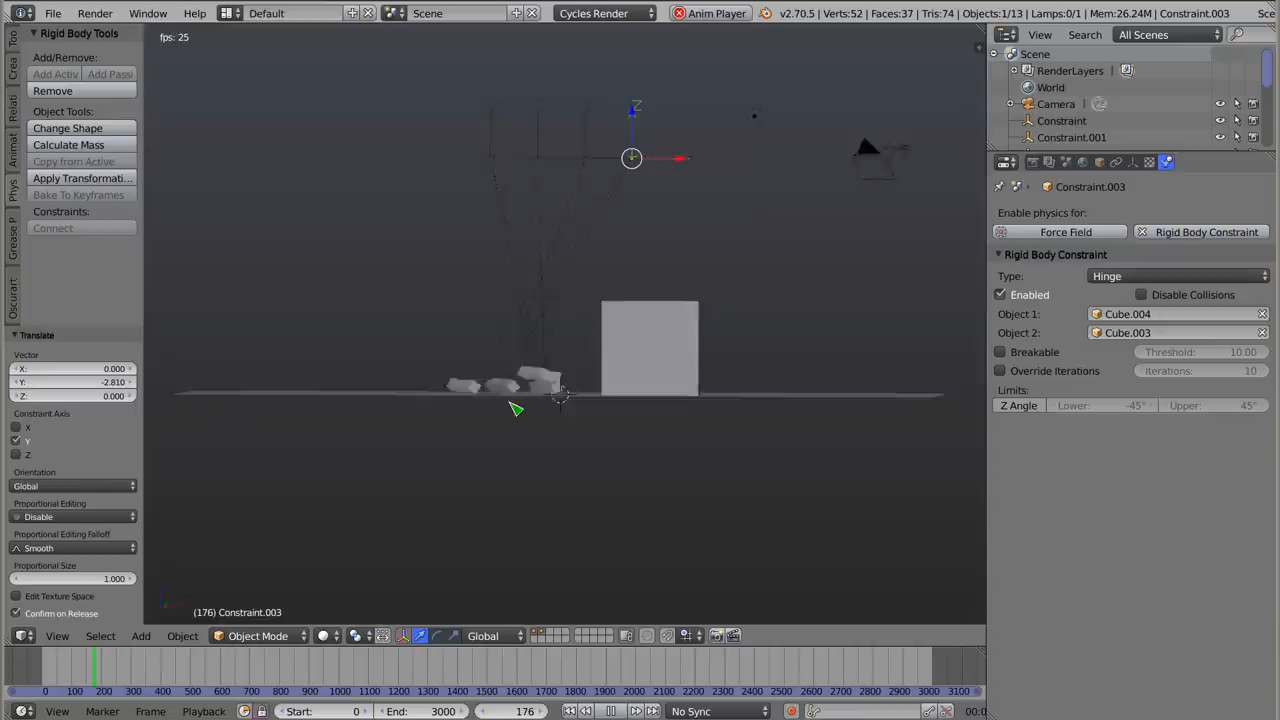 File Render Window Help Default Scene Cycles Render Anim Player v2.70.5 | Verts:52 | Faces:37 | Tris:74 | Objects:1/13 | Lamps:0/1 | Mem:26.24M | Constraint.003
Rigid Body Tools
fps: 25
View Search All Scenes
Scene
Add/Remove:
Add Activ Add Passi
RenderLayers
Remove
World
Camera
Object Tools:
Constraint
Change Shape
Constraint.001
Calculate Mass
Copy from Active
Apply Transformati...
Constraint.003
Bake To Keyframes
Constraints:
Enable physics for:
Connect
Force Field Rigid Body Constraint
Rigid Body Constraint
Type: Hinge
Enabled Disable Collisions
Object 1: Cube.004
Object 2: Cube.003
Breakable Threshold: 10.00
Override Iterations Iterations: 10
Limits:
Z Angle Lower: -45° Upper: 45°
Translate
Vector
X: 0.000
Y: -2.810
Z: 0.000
Constraint Axis
X
Y
Z
Orientation
Global
Proportional Editing
Disable
Proportional Editing Falloff
Smooth
Proportional Size
1.000
Edit Texture Space
Confirm on Release
(176) Constraint.003
View Select Add Object Object Mode Global
0 100 200 300 400 500 600 700 800 900 1000 1100 1200 1300 1400 1500 1600 1700 1800 1900 2000 2100 2200 2300 2400 2500 2600 2700 2800 2900 3000 3100
View Marker Frame Playback Start: 0 End: 3000 176 No Sync
Too
Crea
Relati
Animat
Phys
Grease P
Oscurart
Z